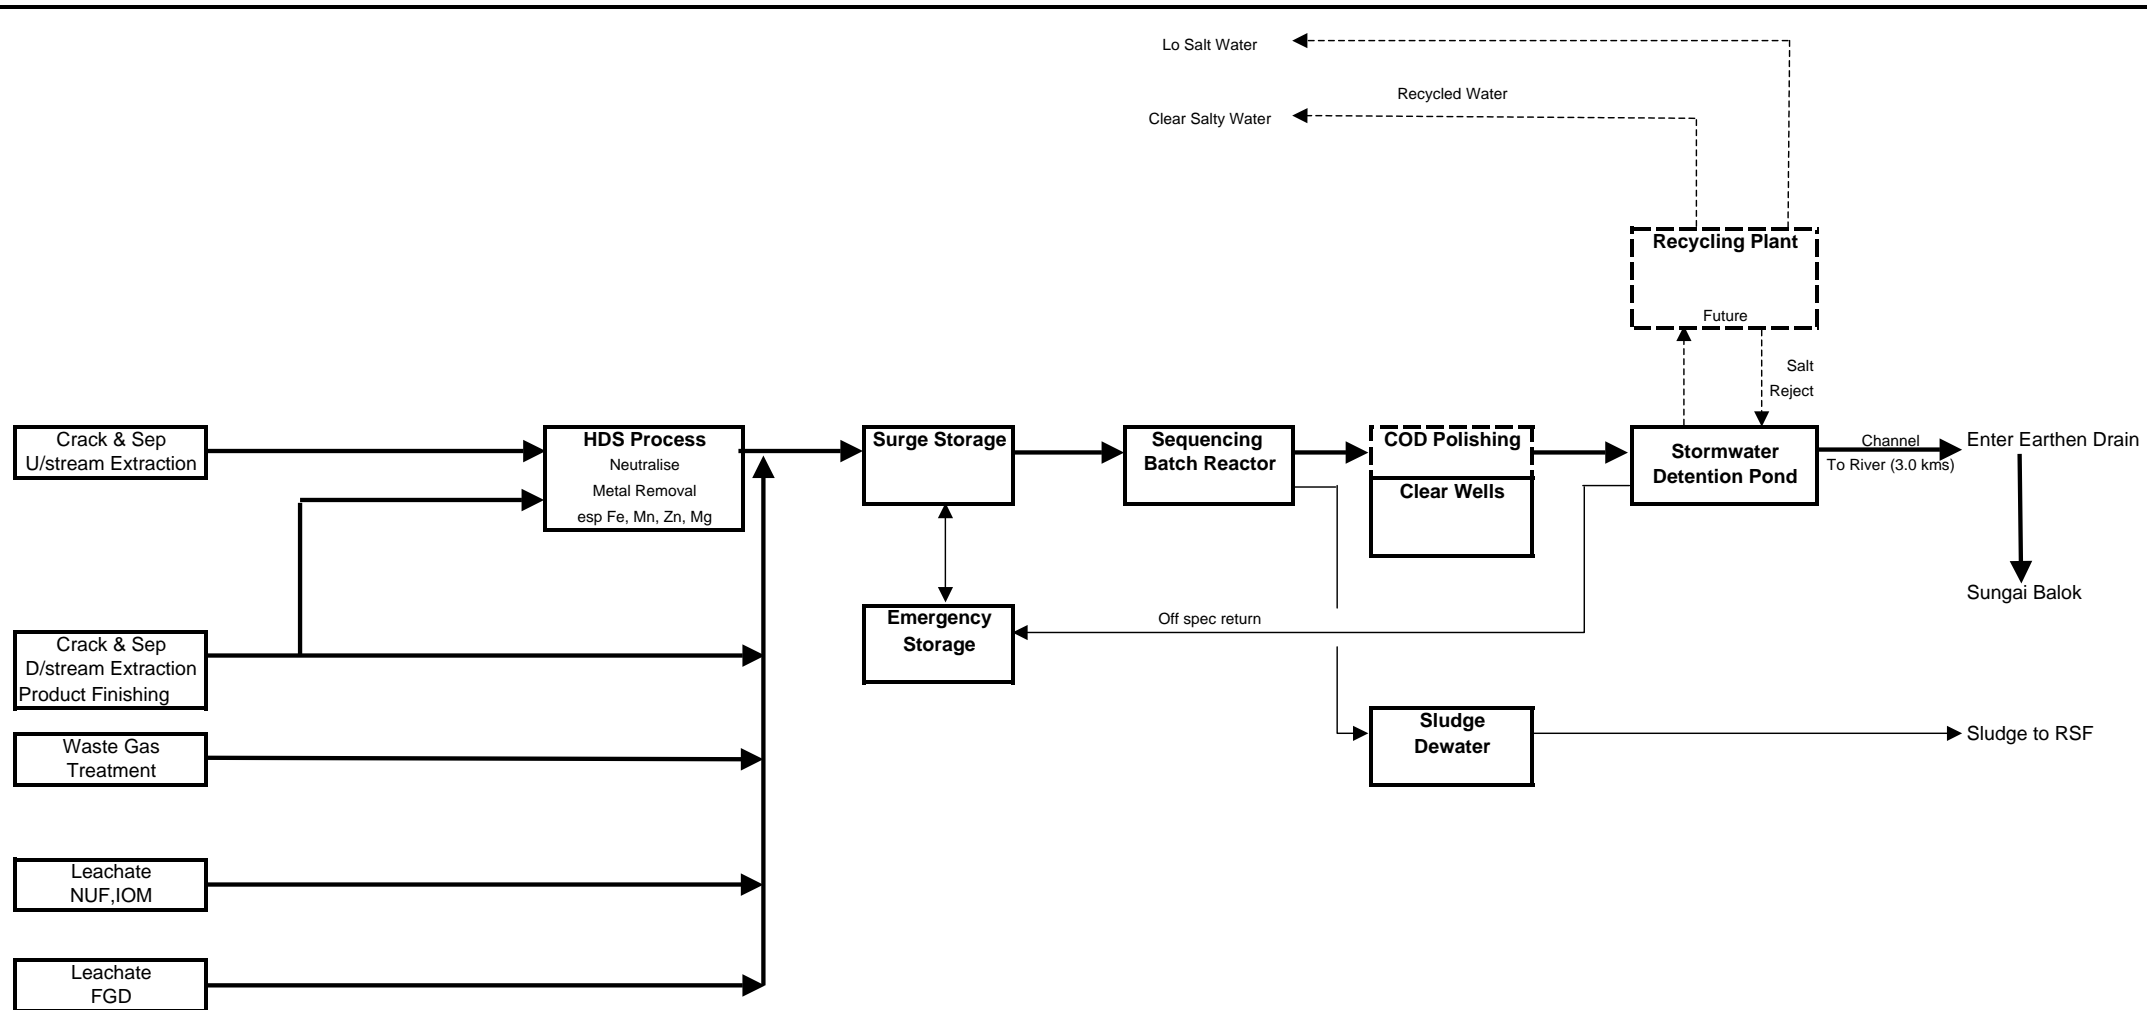 Lo Salt Water
Recycled Water
Clear Salty Water
Recycling Plant
Future
Salt
Reject
Crack & Sep
U/stream Extraction
HDS Process
Neutralise
Metal Removal
esp Fe, Mn, Zn, Mg
Surge Storage
Sequencing
Batch Reactor
COD Polishing
Clear Wells
Stormwater
Detention Pond
Channel
To River (3.0 kms)
Enter Earthen Drain
Sungai Balok
Emergency
Storage
Off spec return
Crack & Sep
D/stream Extraction
Product Finishing
Waste Gas
Treatment
Sludge
Dewater
Sludge to RSF
Leachate
NUF,IOM
Leachate
FGD